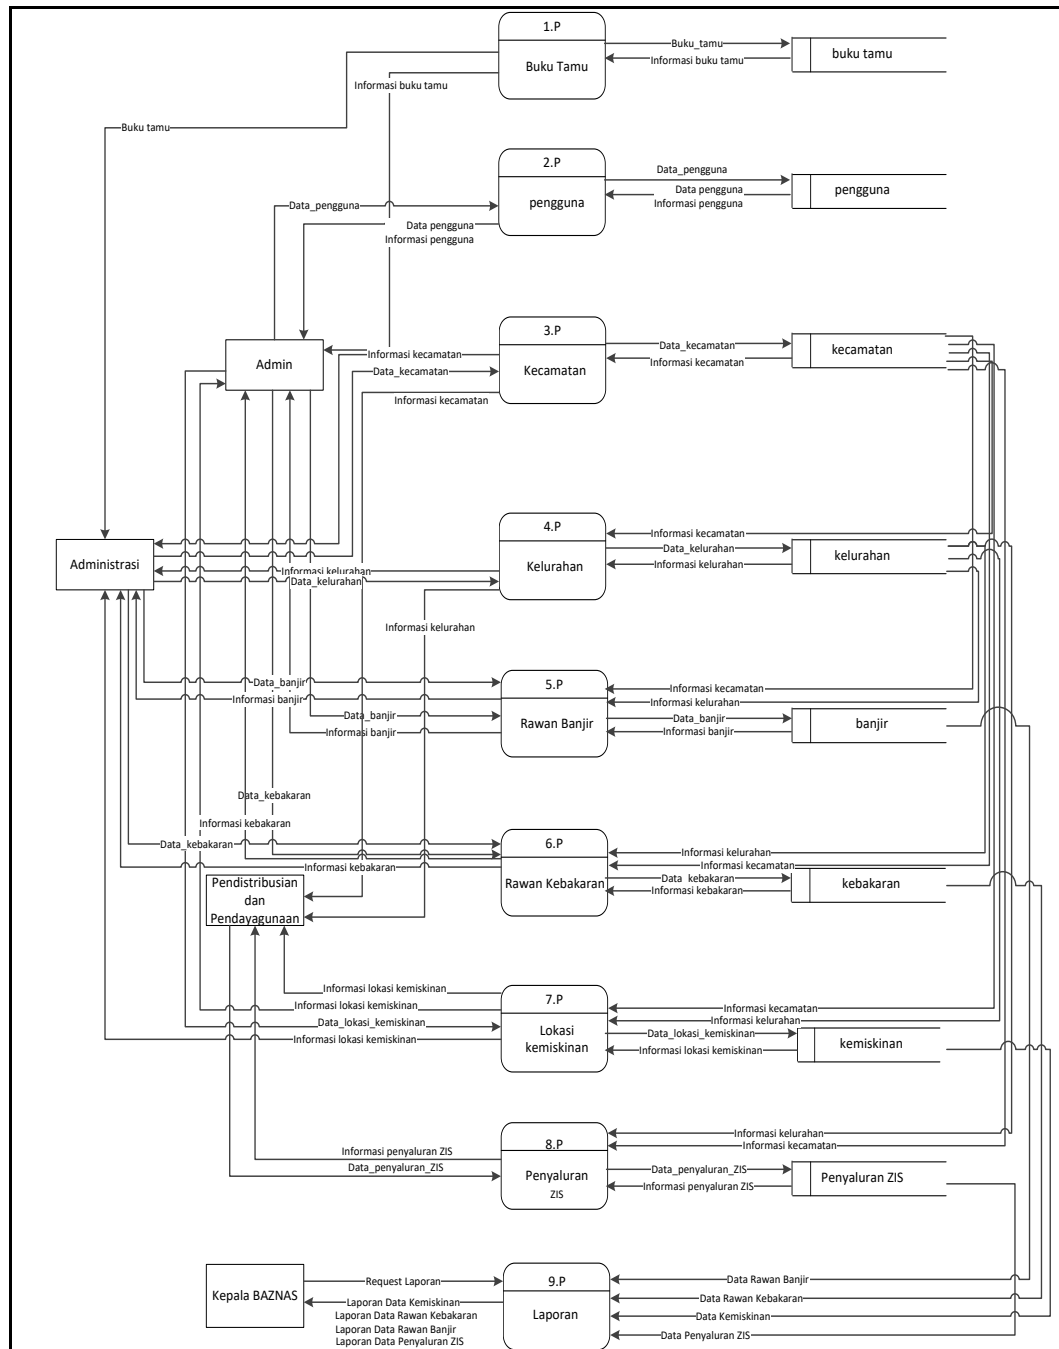 1.P
Buku Tamu
Buku_tamu
Informasi buku tamu
buku tamu
Informasi buku tamu
Buku tamu
2.P
pengguna
Data_pengguna
Data pengguna
Informasi pengguna
pengguna
Data_pengguna
Data pengguna
Informasi pengguna
3.P
Kecamatan
Data_kecamatan
Informasi kecamatan
kecamatan
Admin
Informasi kecamatan
Data_kecamatan
Informasi kecamatan
4.P
Kelurahan
Informasi kecamatan
Data_kelurahan
Informasi kelurahan
kelurahan
Administrasi
Informasi kelurahan
Data_kelurahan
Informasi kelurahan
5.P
Rawan Banjir
Informasi kecamatan
Informasi kelurahan
Data_banjir
Informasi banjir
banjir
Data_banjir
Informasi banjir
Data_banjir
Informasi banjir
Data_kebakaran
Informasi kebakaran
Data_kebakaran
Informasi kebakaran
6.P
Rawan Kebakaran
Informasi kelurahan
Informasi kecamatan
Data_kebakaran
Informasi kebakaran
kebakaran
Pendistribusian
dan
Pendayagunaan
Informasi lokasi kemiskinan
Informasi lokasi kemiskinan
Data_lokasi_kemiskinan
Informasi lokasi kemiskinan
7.P
Lokasi
kemiskinan
Informasi kecamatan
Informasi kelurahan
Data_lokasi_kemiskinan
Informasi lokasi kemiskinan
kemiskinan
Informasi penyaluran ZIS
Data_penyaluran_ZIS
8.P
Penyaluran
ZIS
Informasi kelurahan
Informasi kecamatan
Data_penyaluran_ZIS
Informasi penyaluran ZIS
Penyaluran ZIS
Kepala BAZNAS
Request Laporan
Laporan Data Kemiskinan
Laporan Data Rawan Kebakaran
Laporan Data Rawan Banjir
Laporan Data Penyaluran ZIS
9.P
Laporan
Data Rawan Banjir
Data Rawan Kebakaran
Data Kemiskinan
Data Penyaluran ZIS